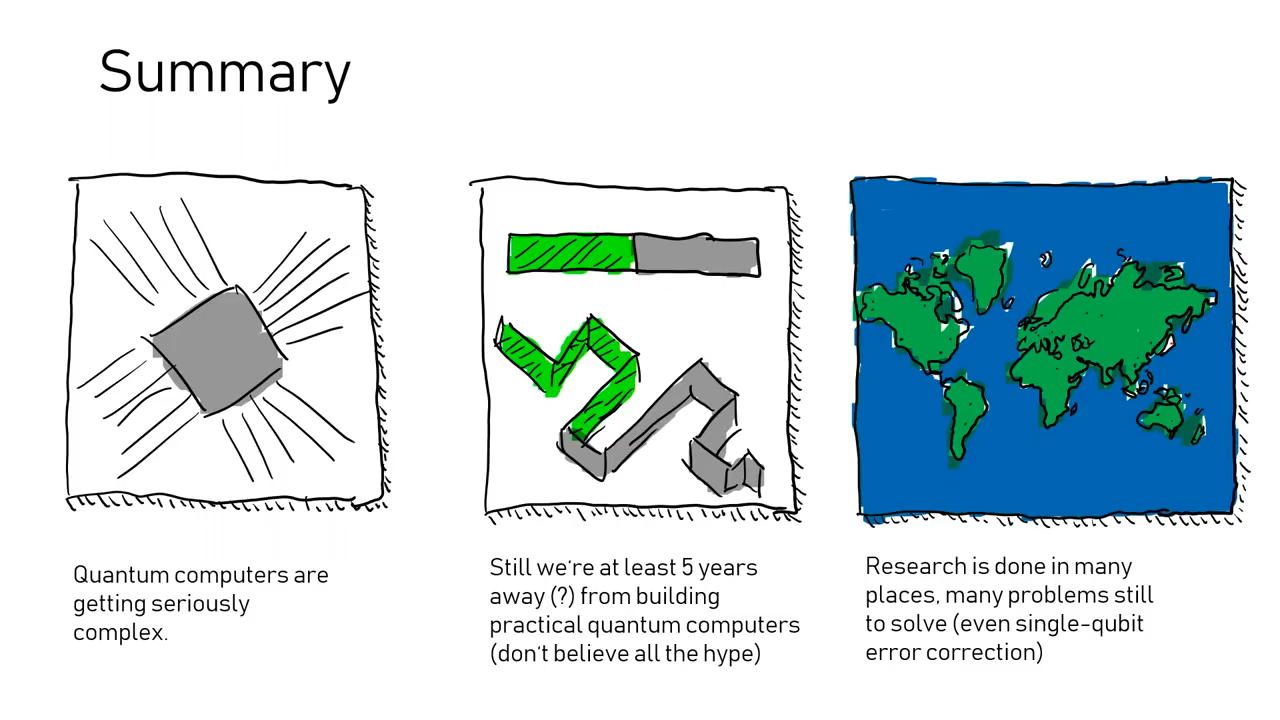 Summary
Quantum computers are
getting seriously
complex.
Still we're at least 5 years
away (?) from building
practical quantum computers
(don't believe all the hype)
Research is done in many
places, many problems still
to solve (even single-qubit
error correction)